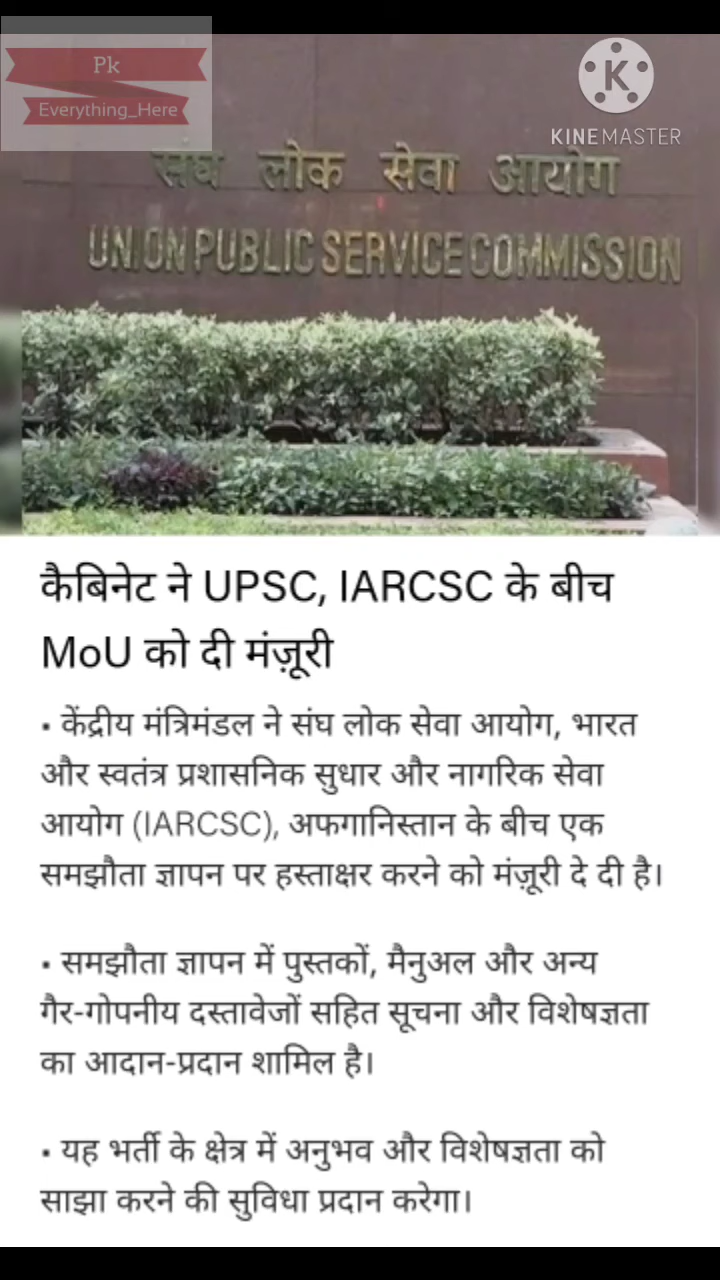 Pk
Everything_Here
K
KINEMASTER
संघ लोक सेवा आयोग
UNION PUBLIC SERVICE COMMISSION
कैबिनेट ने UPSC, IARCSC के बीच
MoU को दी मंज़ूरी
• केंद्रीय मंत्रिमंडल ने संघ लोक सेवा आयोग, भारत
और स्वतंत्र प्रशासनिक सुधार और नागरिक सेवा
आयोग (IARCSC), अफगानिस्तान के बीच एक
समझौता ज्ञापन पर हस्ताक्षर करने को मंज़ूरी दे दी है।
• समझौता ज्ञापन में पुस्तकों, मैनुअल और अन्य
गैर-गोपनीय दस्तावेजों सहित सूचना और विशेषज्ञता
का आदान-प्रदान शामिल है।
• यह भर्ती के क्षेत्र में अनुभव और विशेषज्ञता को
साझा करने की सुविधा प्रदान करेगा।